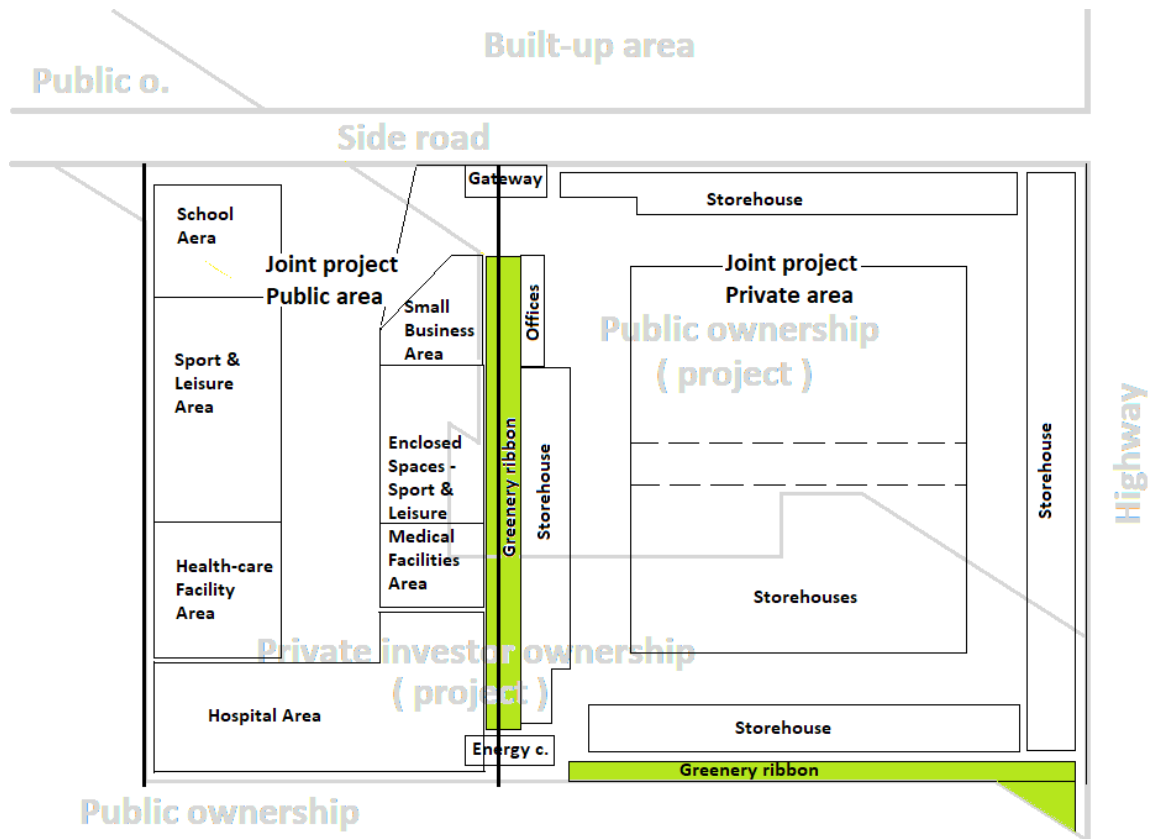 Built-up area
Public o.
Side road
Gateway
Storehouse
School
Aera
Joint project
Public area
Joint project
Private area
Small
Business
Area
Offices
Public ownership
( project )
Sport &
Leisure
Area
Highway
Storehouse
Enclosed
Spaces -
Sport &
Leisure
Greenery ribbon
Storehouse
Medical
Facilities
Area
Health-care
Facility
Area
Storehouses
Private investor ownership
( project )
Hospital Area
Storehouse
Energy c.
Greenery ribbon
Public ownership